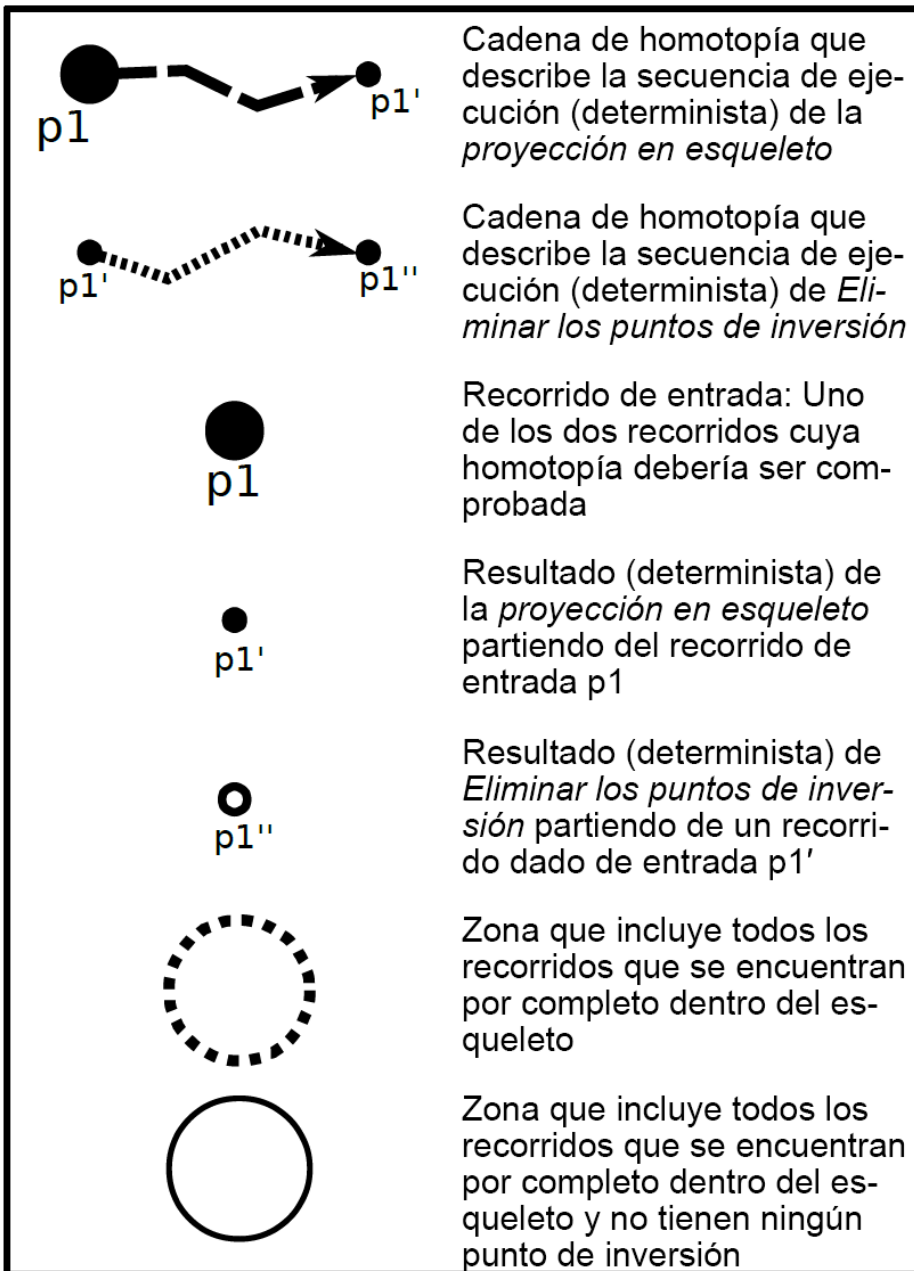 p1
p1'
Cadena de homotopía que
describe la secuencia de eje-
cución (determinista) de la
proyección en esqueleto
p1'
p1''
Cadena de homotopía que
describe la secuencia de eje-
cución (determinista) de Eli-
minar los puntos de inversión
p1
Recorrido de entrada: Uno
de los dos recorridos cuya
homotopía debería ser com-
probada
p1'
Resultado (determinista) de
la proyección en esqueleto
partiendo del recorrido de
entrada p1
p1''
Resultado (determinista) de
Eliminar los puntos de inver-
sión partiendo de un recorri-
do dado de entrada p1′
Zona que incluye todos los
recorridos que se encuentran
por completo dentro del es-
queleto
Zona que incluye todos los
recorridos que se encuentran
por completo dentro del es-
queleto y no tienen ningún
punto de inversión